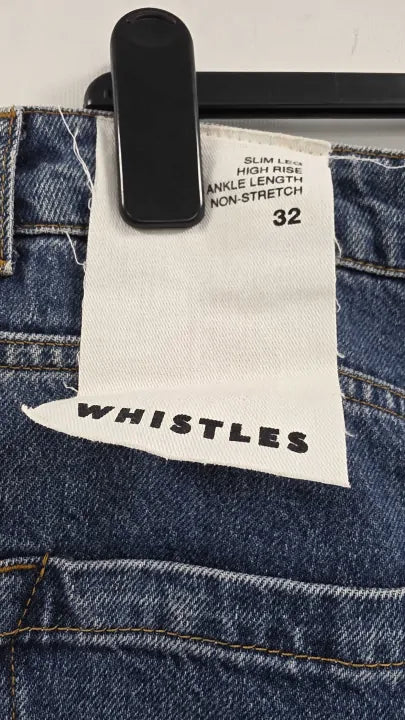 SLIM LEG
HIGH RISE
ANKLE LENGTH
NON-STRETCH
32
WHISTLES